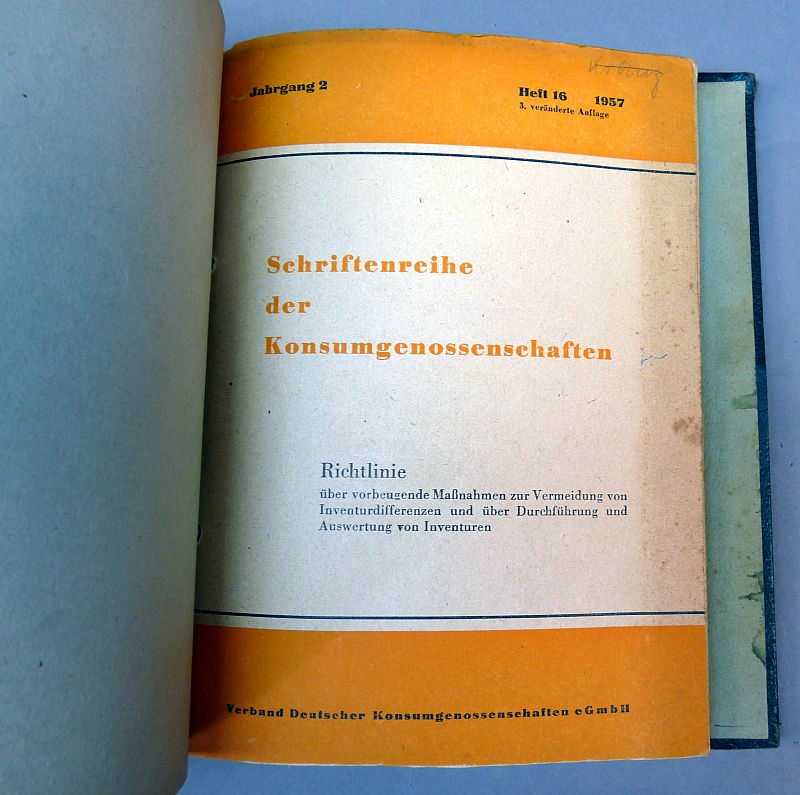 Jahrgang 2
Heft 16 1957
3. veränderte Auflage
Schriftenreihe
der
Konsumgenossenschaften
Richtlinie
über vorbeugende Maßnahmen zur Vermeidung von
Inventurdifferenzen und über Durchführung und
Auswertung von Inventuren
Verband Deutscher Konsumgenossenschaften eGmbH